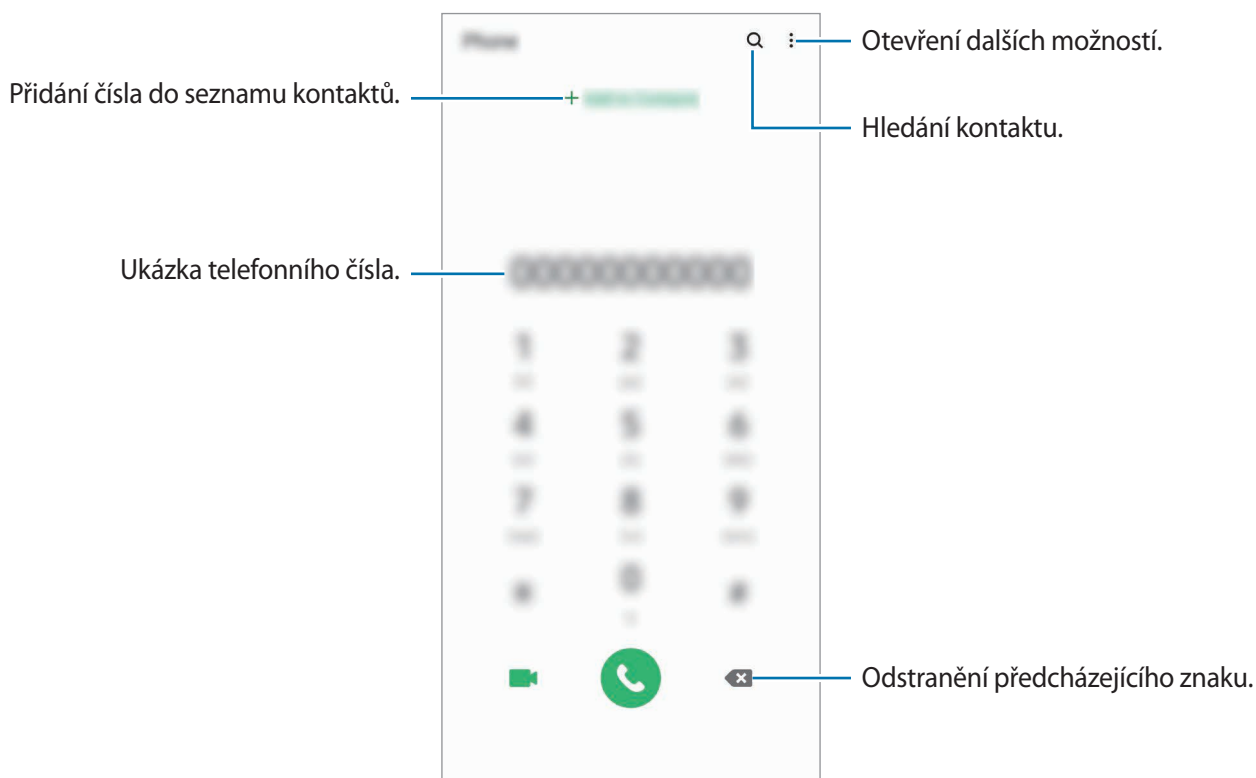 Phone
Otevření dalších možností.
Přidání čísla do seznamu kontaktů.
Hledání kontaktu.
Ukázka telefonního čísla.
1 2 3
4 5 6
7 8 9
0 #
Odstranění předcházejícího znaku.